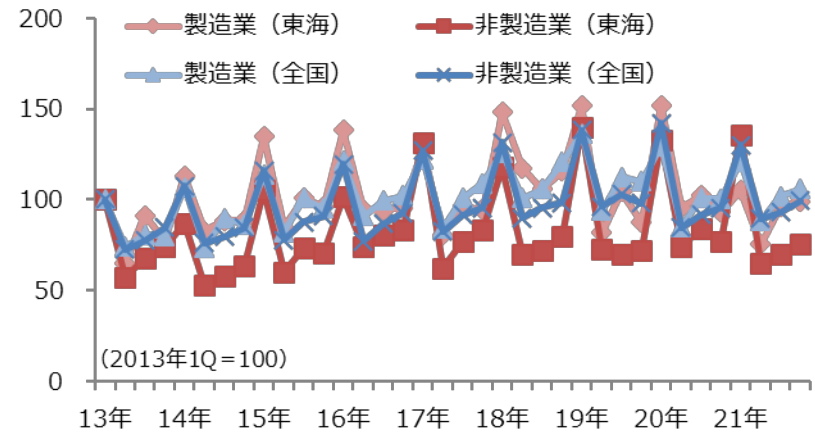 200
150
100
50
0
製造業（東海）
非製造業（東海）
製造業（全国）
非製造業（全国）
（2013年1Q＝100）
13年 14年 15年 16年 17年 18年 19年 20年 21年